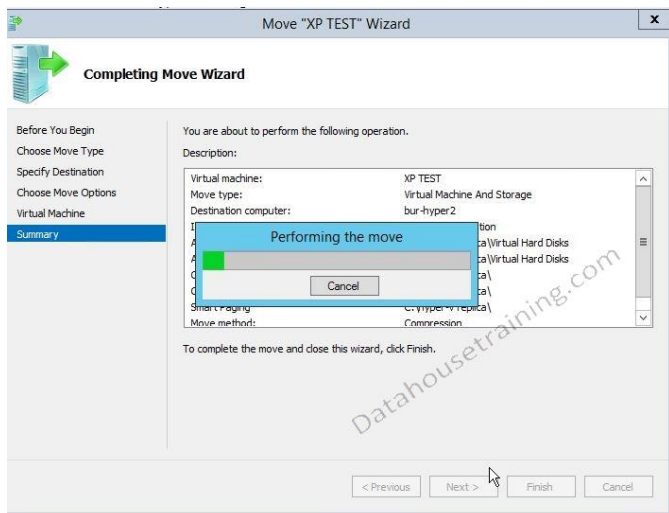 Move "XP TEST" Wizard
x
Completing Move Wizard
Before You Begin
Choose Move Type
Specify Destination
Choose Move Options
Virtual Machine
Summary
You are about to perform the following operation.
Description:
Virtual machine: XP TEST
Move type: Virtual Machine And Storage
Destination computer: bur-hyper2
\Virtual Hard Disks
\Virtual Hard Disks
Performing the move
Cancel
Smart Paging
Move method: Compression
To complete the move and close this wizard, click Finish.
Datahousetraining.com
< Previous
Next >
Finish
Cancel